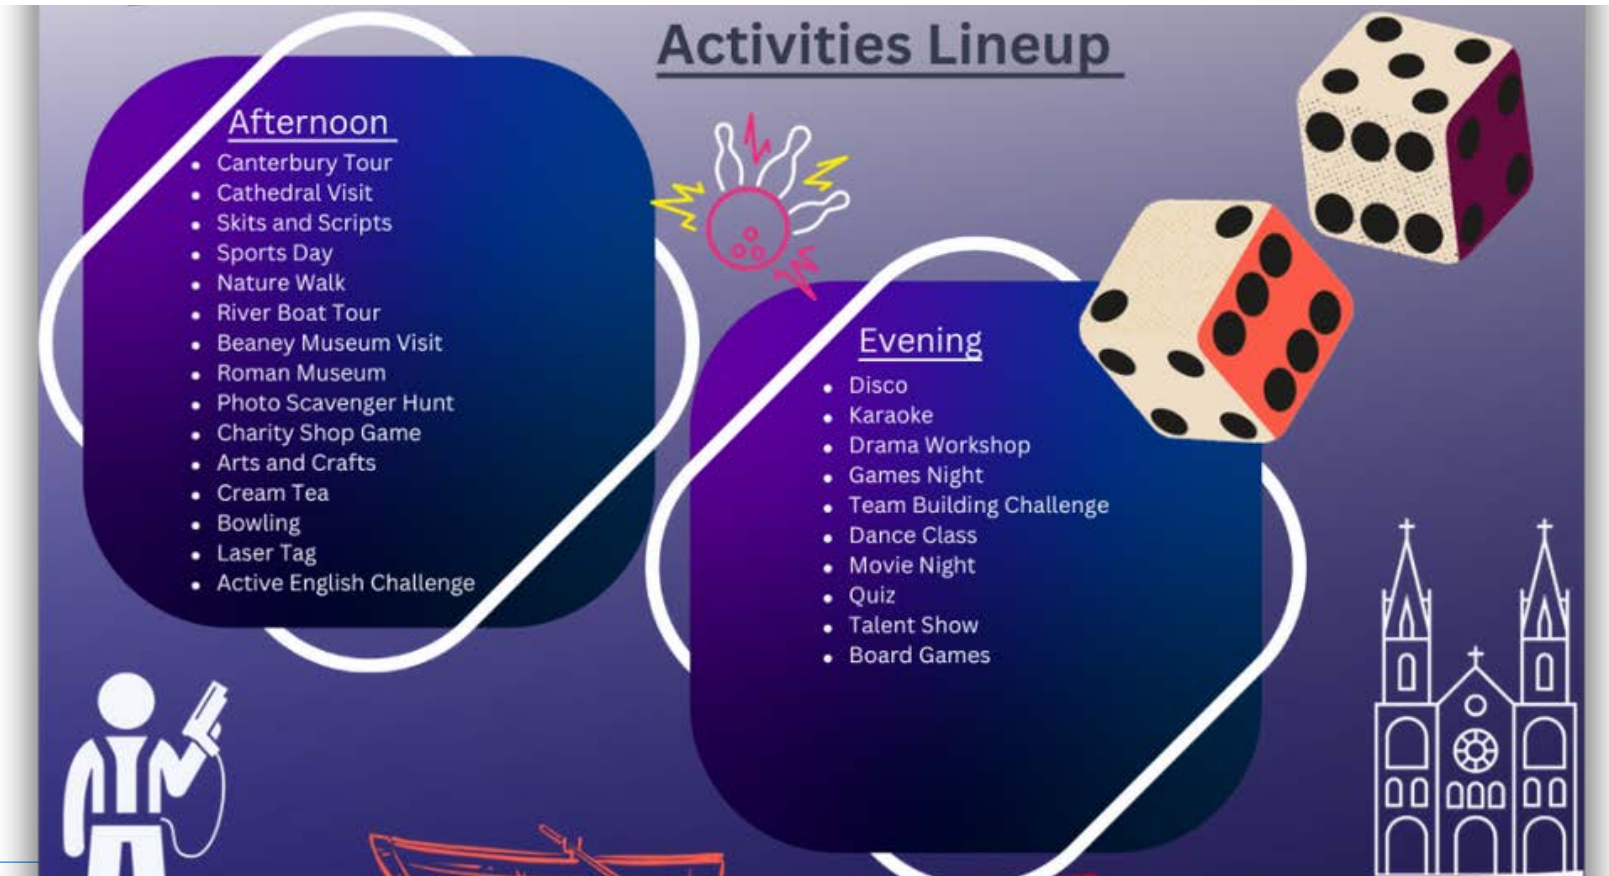 Activities Lineup
Afternoon
• Canterbury Tour
• Cathedral Visit
• Skits and Scripts
• Sports Day
• Nature Walk
• River Boat Tour
• Beaney Museum Visit
• Roman Museum
• Photo Scavenger Hunt
• Charity Shop Game
• Arts and Crafts
• Cream Tea
• Bowling
• Laser Tag
• Active English Challenge
Evening
• Disco
• Karaoke
• Drama Workshop
• Games Night
• Team Building Challenge
• Dance Class
• Movie Night
• Quiz
• Talent Show
• Board Games